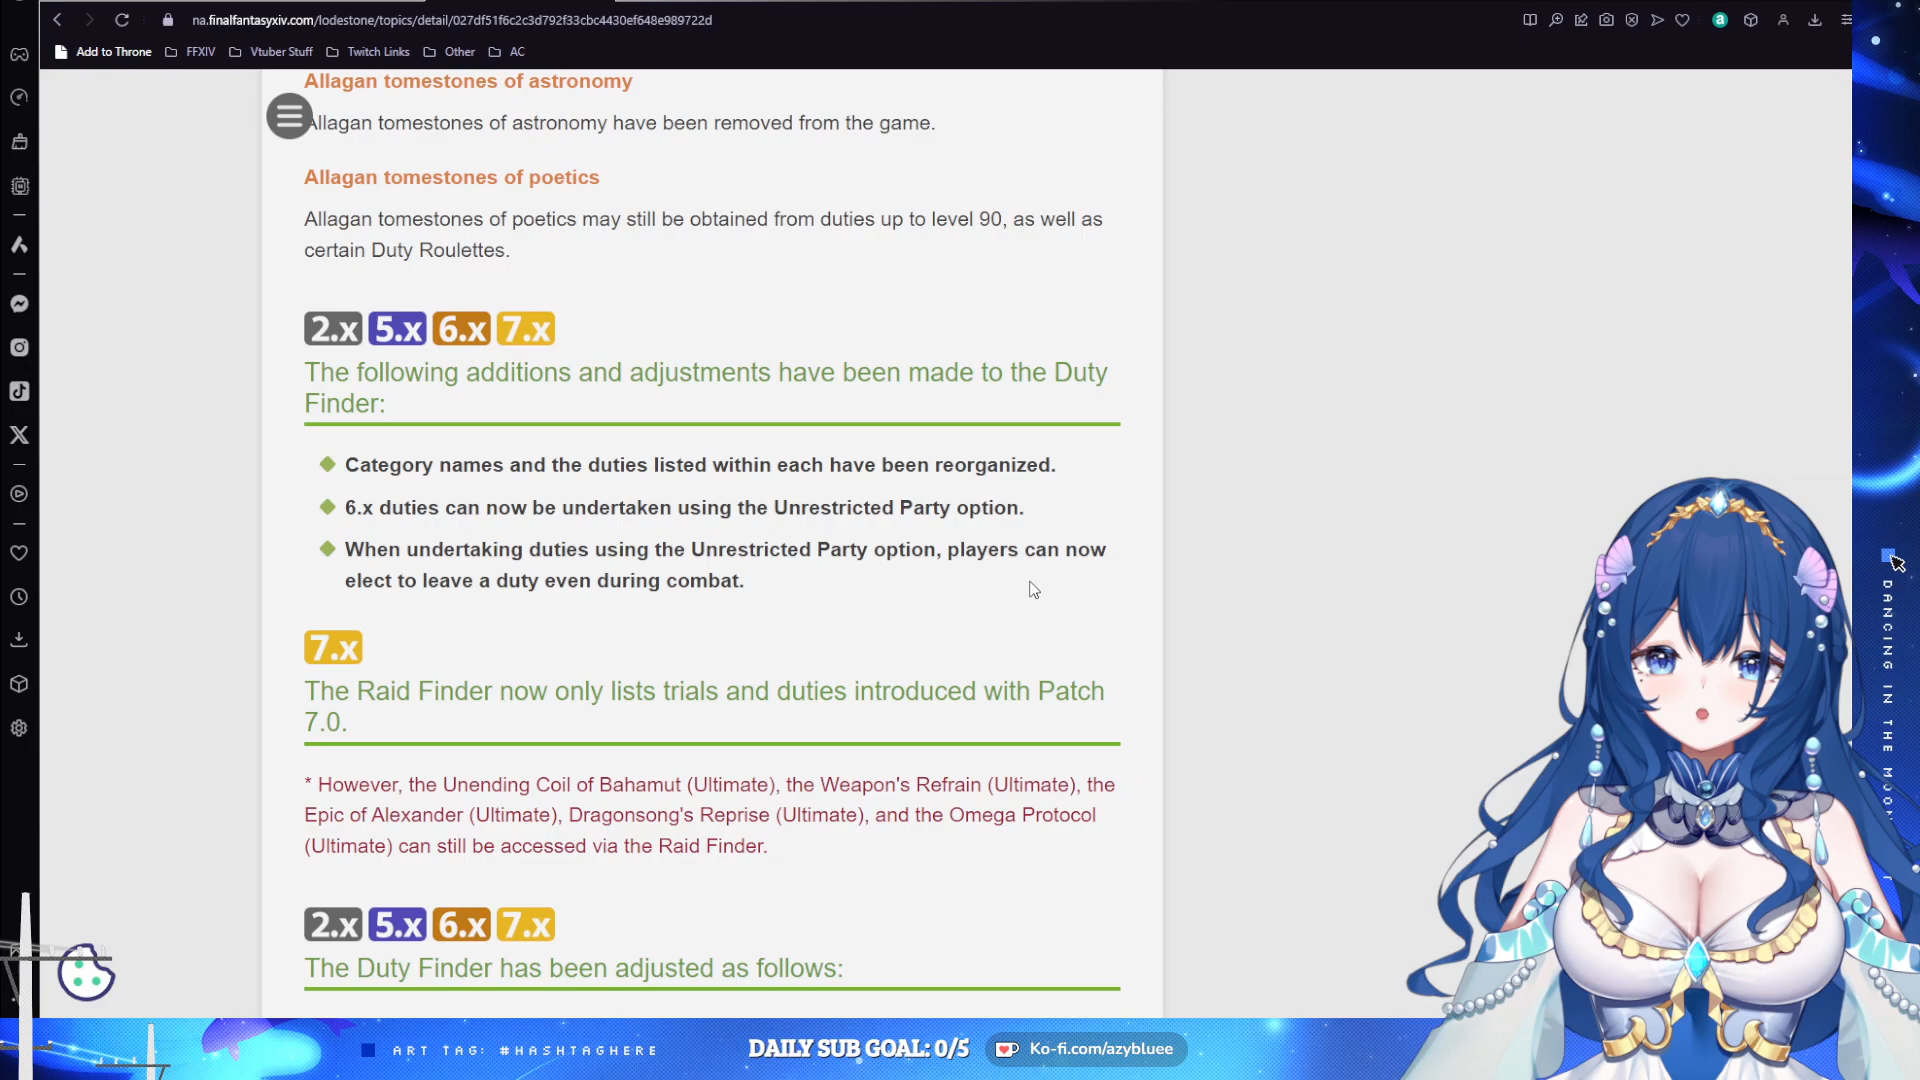 na.finalfantasyxiv.com/lodestone/topics/detail/027df51f6c2c3d792f33cbc4430ef648e989722d
Add to Throne FFXIV Vtuber Stuff Twitch Links Other AC
Allagan tomestones of astronomy
Allagan tomestones of astronomy have been removed from the game.
Allagan tomestones of poetics
Allagan tomestones of poetics may still be obtained from duties up to level 90, as well as
certain Duty Roulettes.
2.x 5.x 6.x 7.x
The following additions and adjustments have been made to the Duty
Finder:
Category names and the duties listed within each have been reorganized.
6.x duties can now be undertaken using the Unrestricted Party option.
When undertaking duties using the Unrestricted Party option, players can now
elect to leave a duty even during combat.
7.x
The Raid Finder now only lists trials and duties introduced with Patch
7.0.
* However, the Unending Coil of Bahamut (Ultimate), the Weapon's Refrain (Ultimate), the
Epic of Alexander (Ultimate), Dragonsong's Reprise (Ultimate), and the Omega Protocol
(Ultimate) can still be accessed via the Raid Finder.
2.x 5.x 6.x 7.x
The Duty Finder has been adjusted as follows:
DANCING IN THE
ART TAG: #HASHTAGHERE
DAILY SUB GOAL: 0/5
Ko-fi.com/azybluee